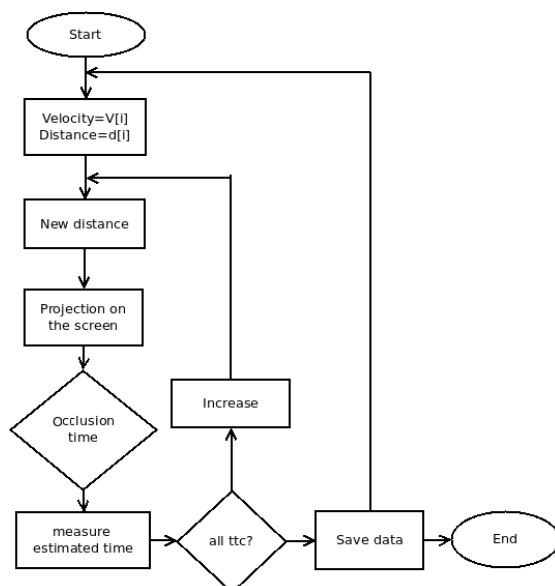 Start
Velocity=V[i]
Distance=d[i]
New distance
Projection on
the screen
Occlusion
time
Increase
measure
estimated time
all ttc?
Save data
End